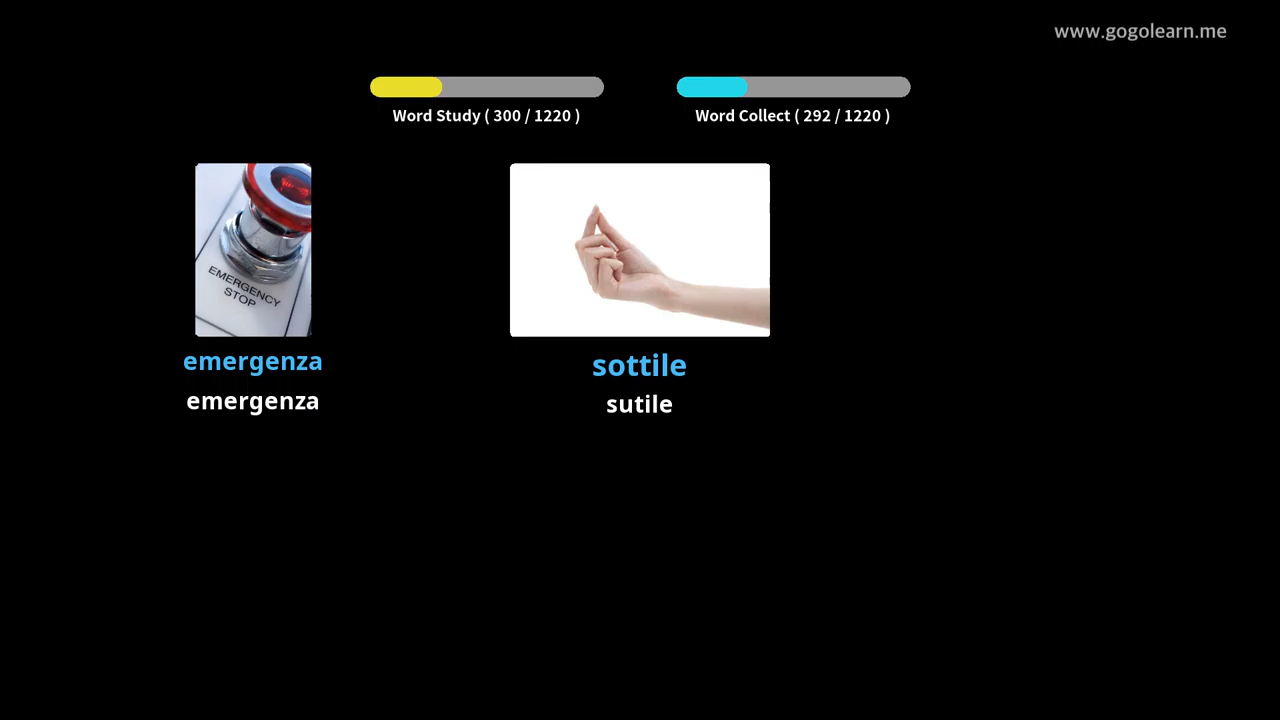 www.gogolearn.me
Word Study ( 300 / 1220 )
Word Collect ( 292 / 1220 )
EMERGENCY
STOP
emergenza
emergenza
sottile
sutile